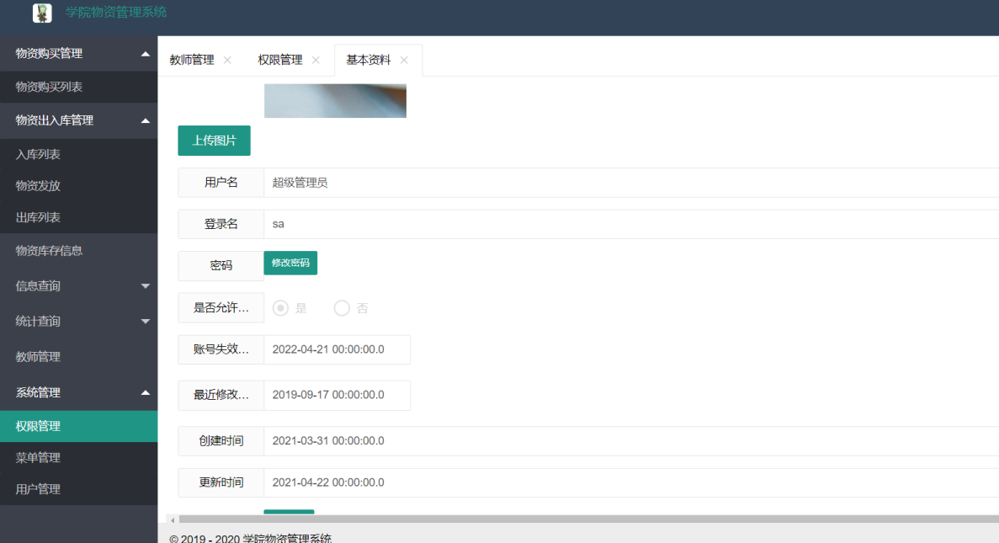 学院物资管理系统
物资购买管理
物资购买列表
物资出入库管理
入库列表
物资发放
出库列表
物资库存信息
信息查询
统计查询
教师管理
系统管理
权限管理
菜单管理
用户管理
教师管理 权限管理 基本资料
上传图片
用户名 超级管理员
登录名 sa
密码 修改密码
是否允许... 是 否
账号失效... 2022-04-21 00:00:00.0
最近修改... 2019-09-17 00:00:00.0
创建时间 2021-03-31 00:00:00.0
更新时间 2021-04-22 00:00:00.0
© 2019 - 2020 学院物资管理系统